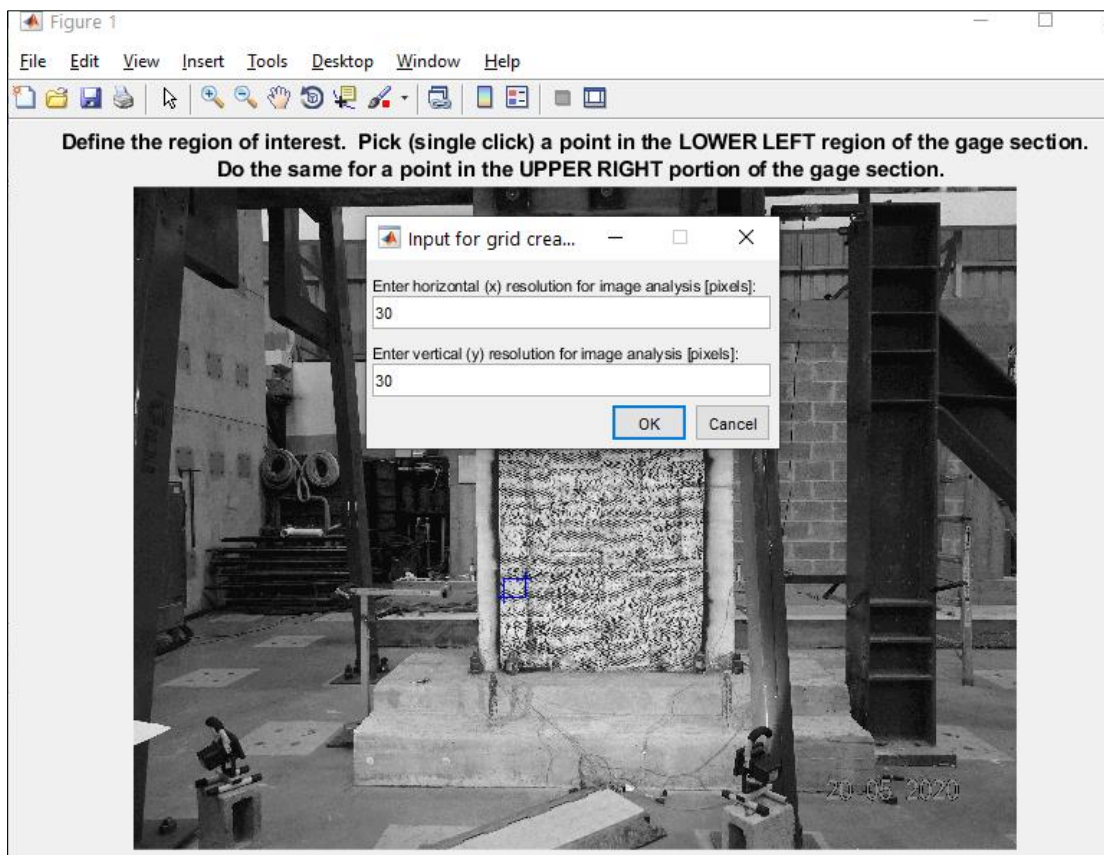 Figure 1
File Edit View Insert Tools Desktop Window Help
Define the region of interest. Pick (single click) a point in the LOWER LEFT region of the gage section.
Do the same for a point in the UPPER RIGHT portion of the gage section.
Input for grid crea...
Enter horizontal (x) resolution for image analysis [pixels]:
30
Enter vertical (y) resolution for image analysis [pixels]:
30
OK Cancel
20 05 2020